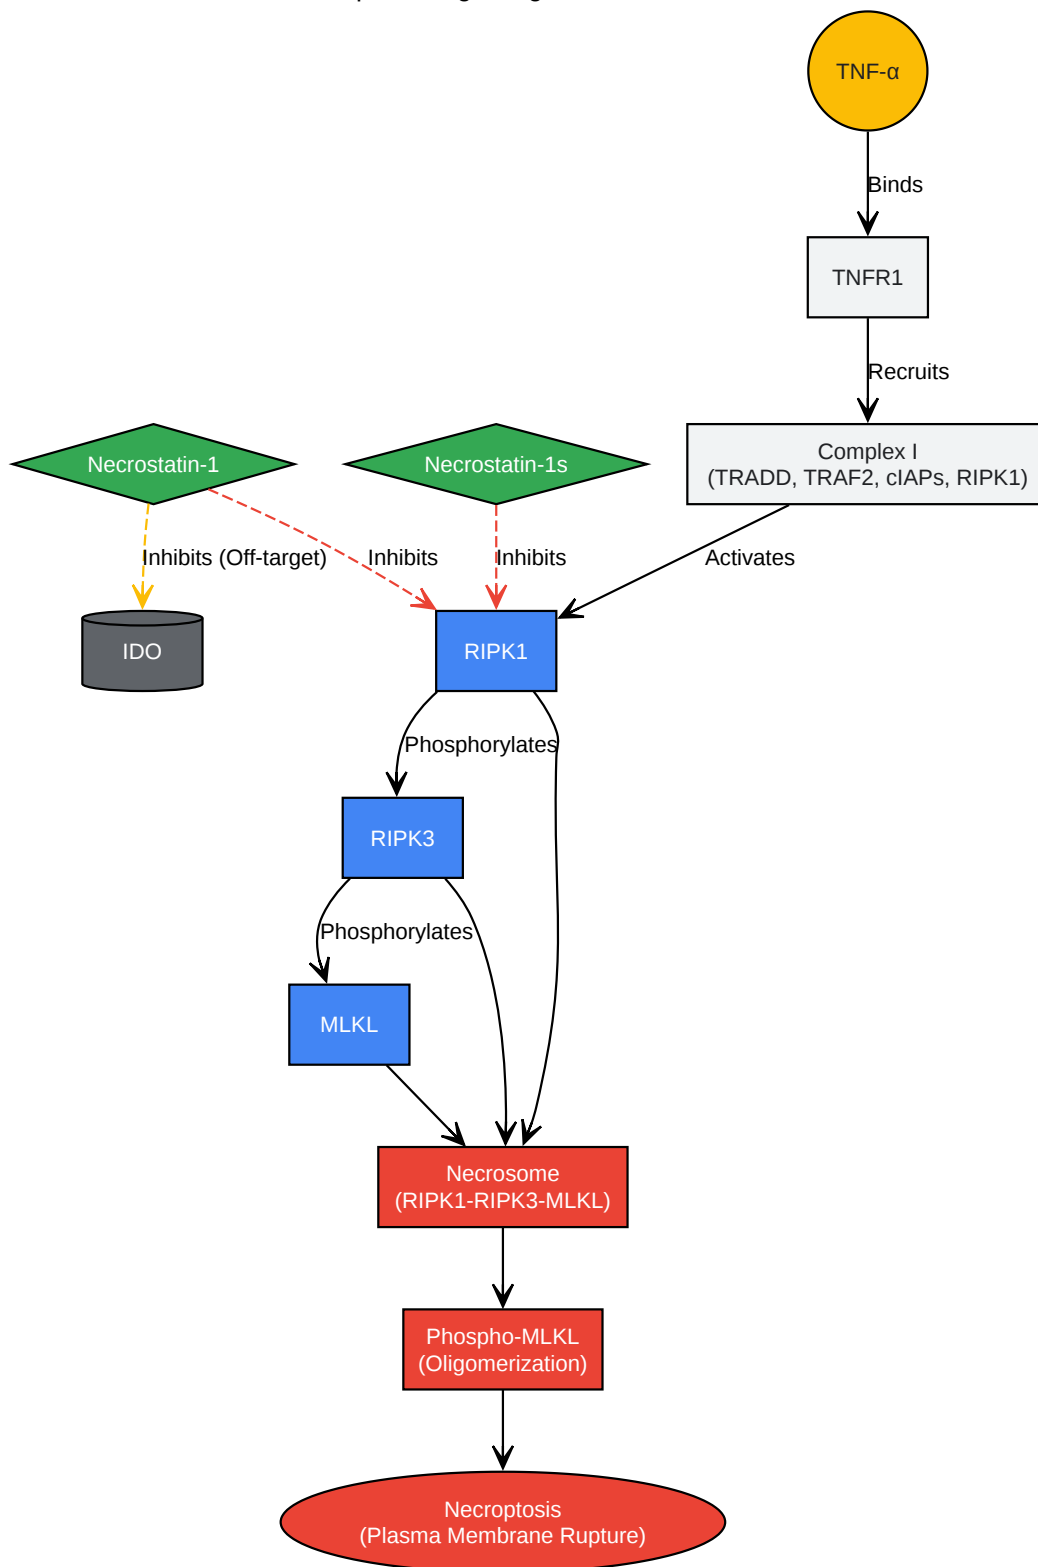 TNF-α
Binds
TNFR1
Recruits
Necrostatin-1
Necrostatin-1s
Complex I
(TRADD, TRAF2, cIAPs, RIPK1)
Inhibits (Off-target)
Inhibits
Inhibits
Activates
IDO
RIPK1
Phosphorylates
RIPK3
Phosphorylates
MLKL
Necrosome
(RIPK1-RIPK3-MLKL)
Phospho-MLKL
(Oligomerization)
Necroptosis
(Plasma Membrane Rupture)